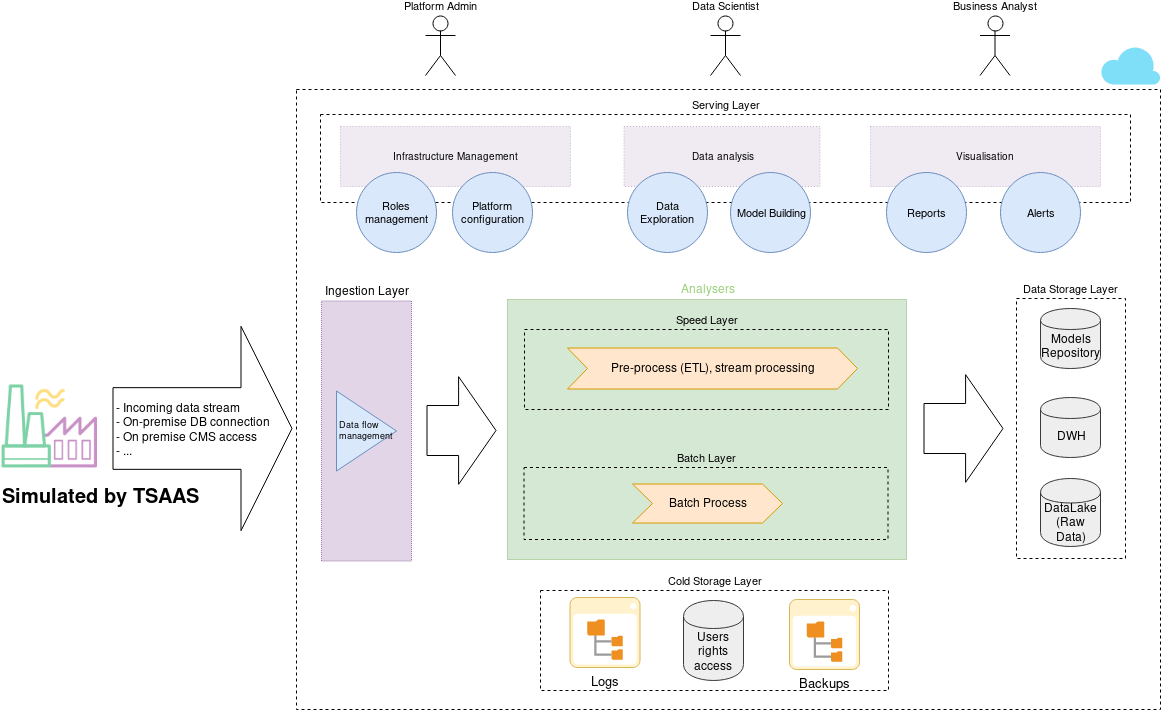 Platform Admin
Data Scientist
Business Analyst
Serving Layer
Infrastructure Management
Data analysis
Visualisation
Roles
management
Platform
configuration
Data
Exploration
Model Building
Reports
Alerts
Ingestion Layer
Analysers
Data Storage Layer
Speed Layer
Pre-process (ETL), stream processing
Models
Repository
- Incoming data stream
- On-premise DB connection
- On premise CMS access
- ...
Data flow
management
DWH
Simulated by TSAAS
Batch Layer
Batch Process
DataLake
(Raw
Data)
Cold Storage Layer
Users
rights
access
Logs
Backups